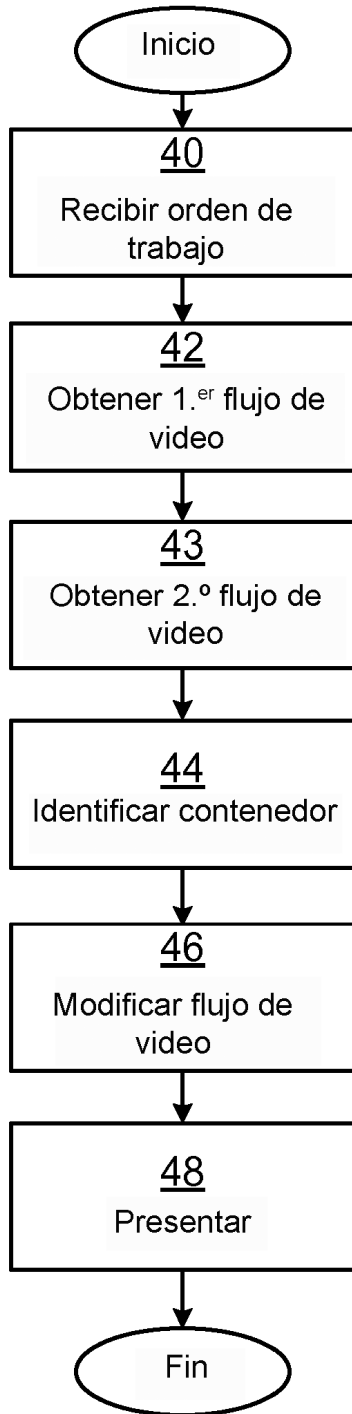 Inicio
40
Recibir orden de
trabajo
42
Obtener 1.er flujo de
video
43
Obtener 2.º flujo de
video
44
Identificar contenedor
46
Modificar flujo de
video
48
Presentar
Fin